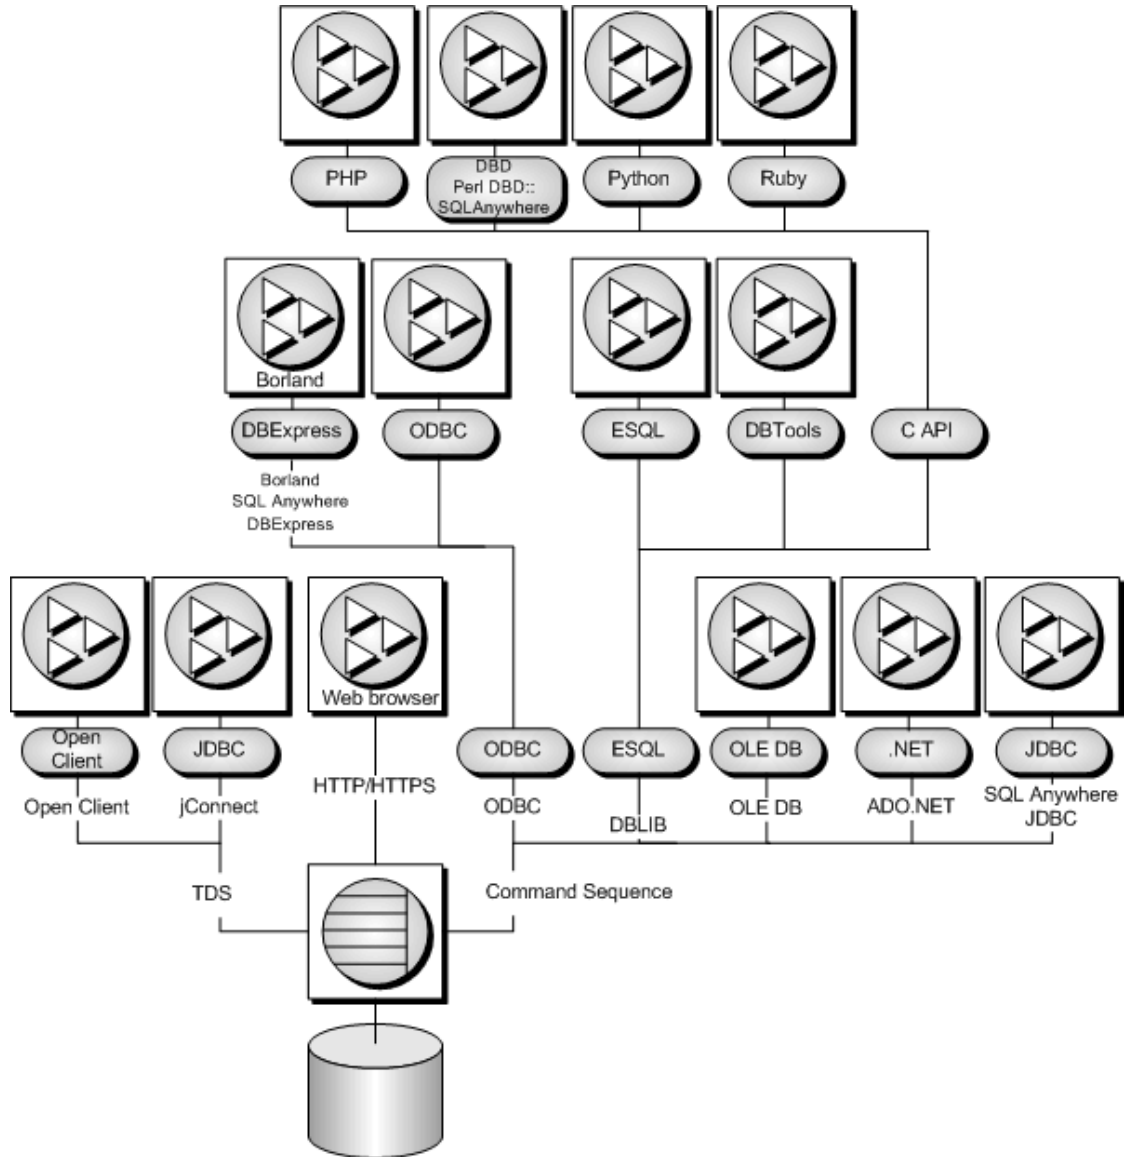 PHP
DBD
Perl DBD::
SQLAnywhere
Python
Ruby
Borland
DBExpress
ODBC
ESQL
DBTools
C API
Borland
SQL Anywhere
DBExpress
Web browser
Open
Client
JDBC
ODBC
ESQL
OLE DB
.NET
JDBC
Open Client
jConnect
HTTP/HTTPS
ODBC
DBLIB
OLE DB
ADO.NET
SQL Anywhere
JDBC
TDS
Command Sequence